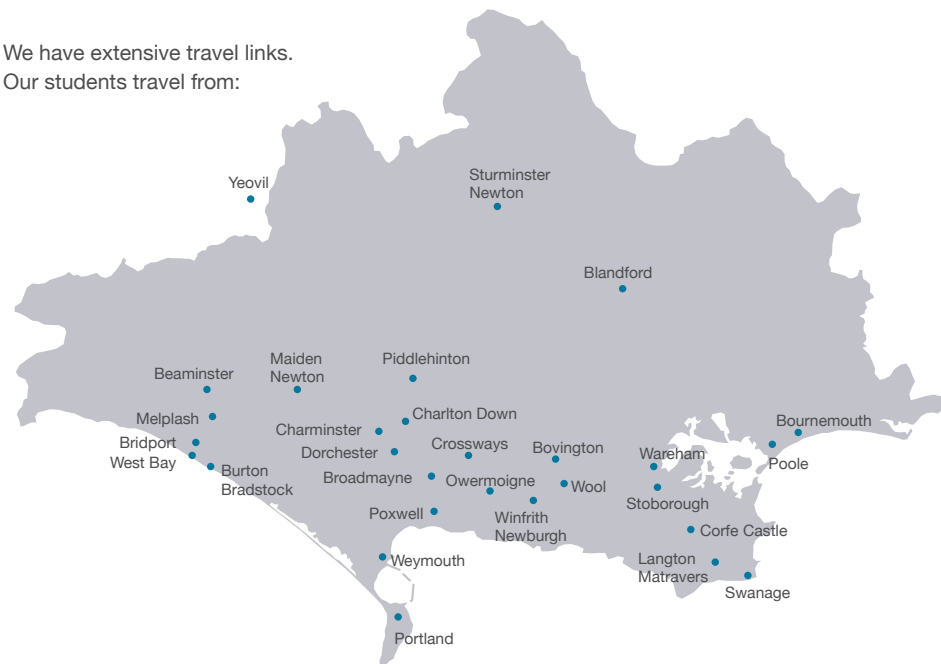 We have extensive travel links.
Our students travel from:
Yeovil
Sturminster
Newton
Blandford
Beaminster
Maiden
Newton
Piddlehinton
Melplash
Charlton Down
Bournemouth
Charminster
Bridport
Dorchester
Crossways
Bovington
Wareham
West Bay
Poole
Burton
Bradstock
Broadmayne
Owermoigne
Wool
Stoborough
Poxwell
Winfrith
Newburgh
Corfe Castle
Weymouth
Langton
Matravers
Swanage
Portland